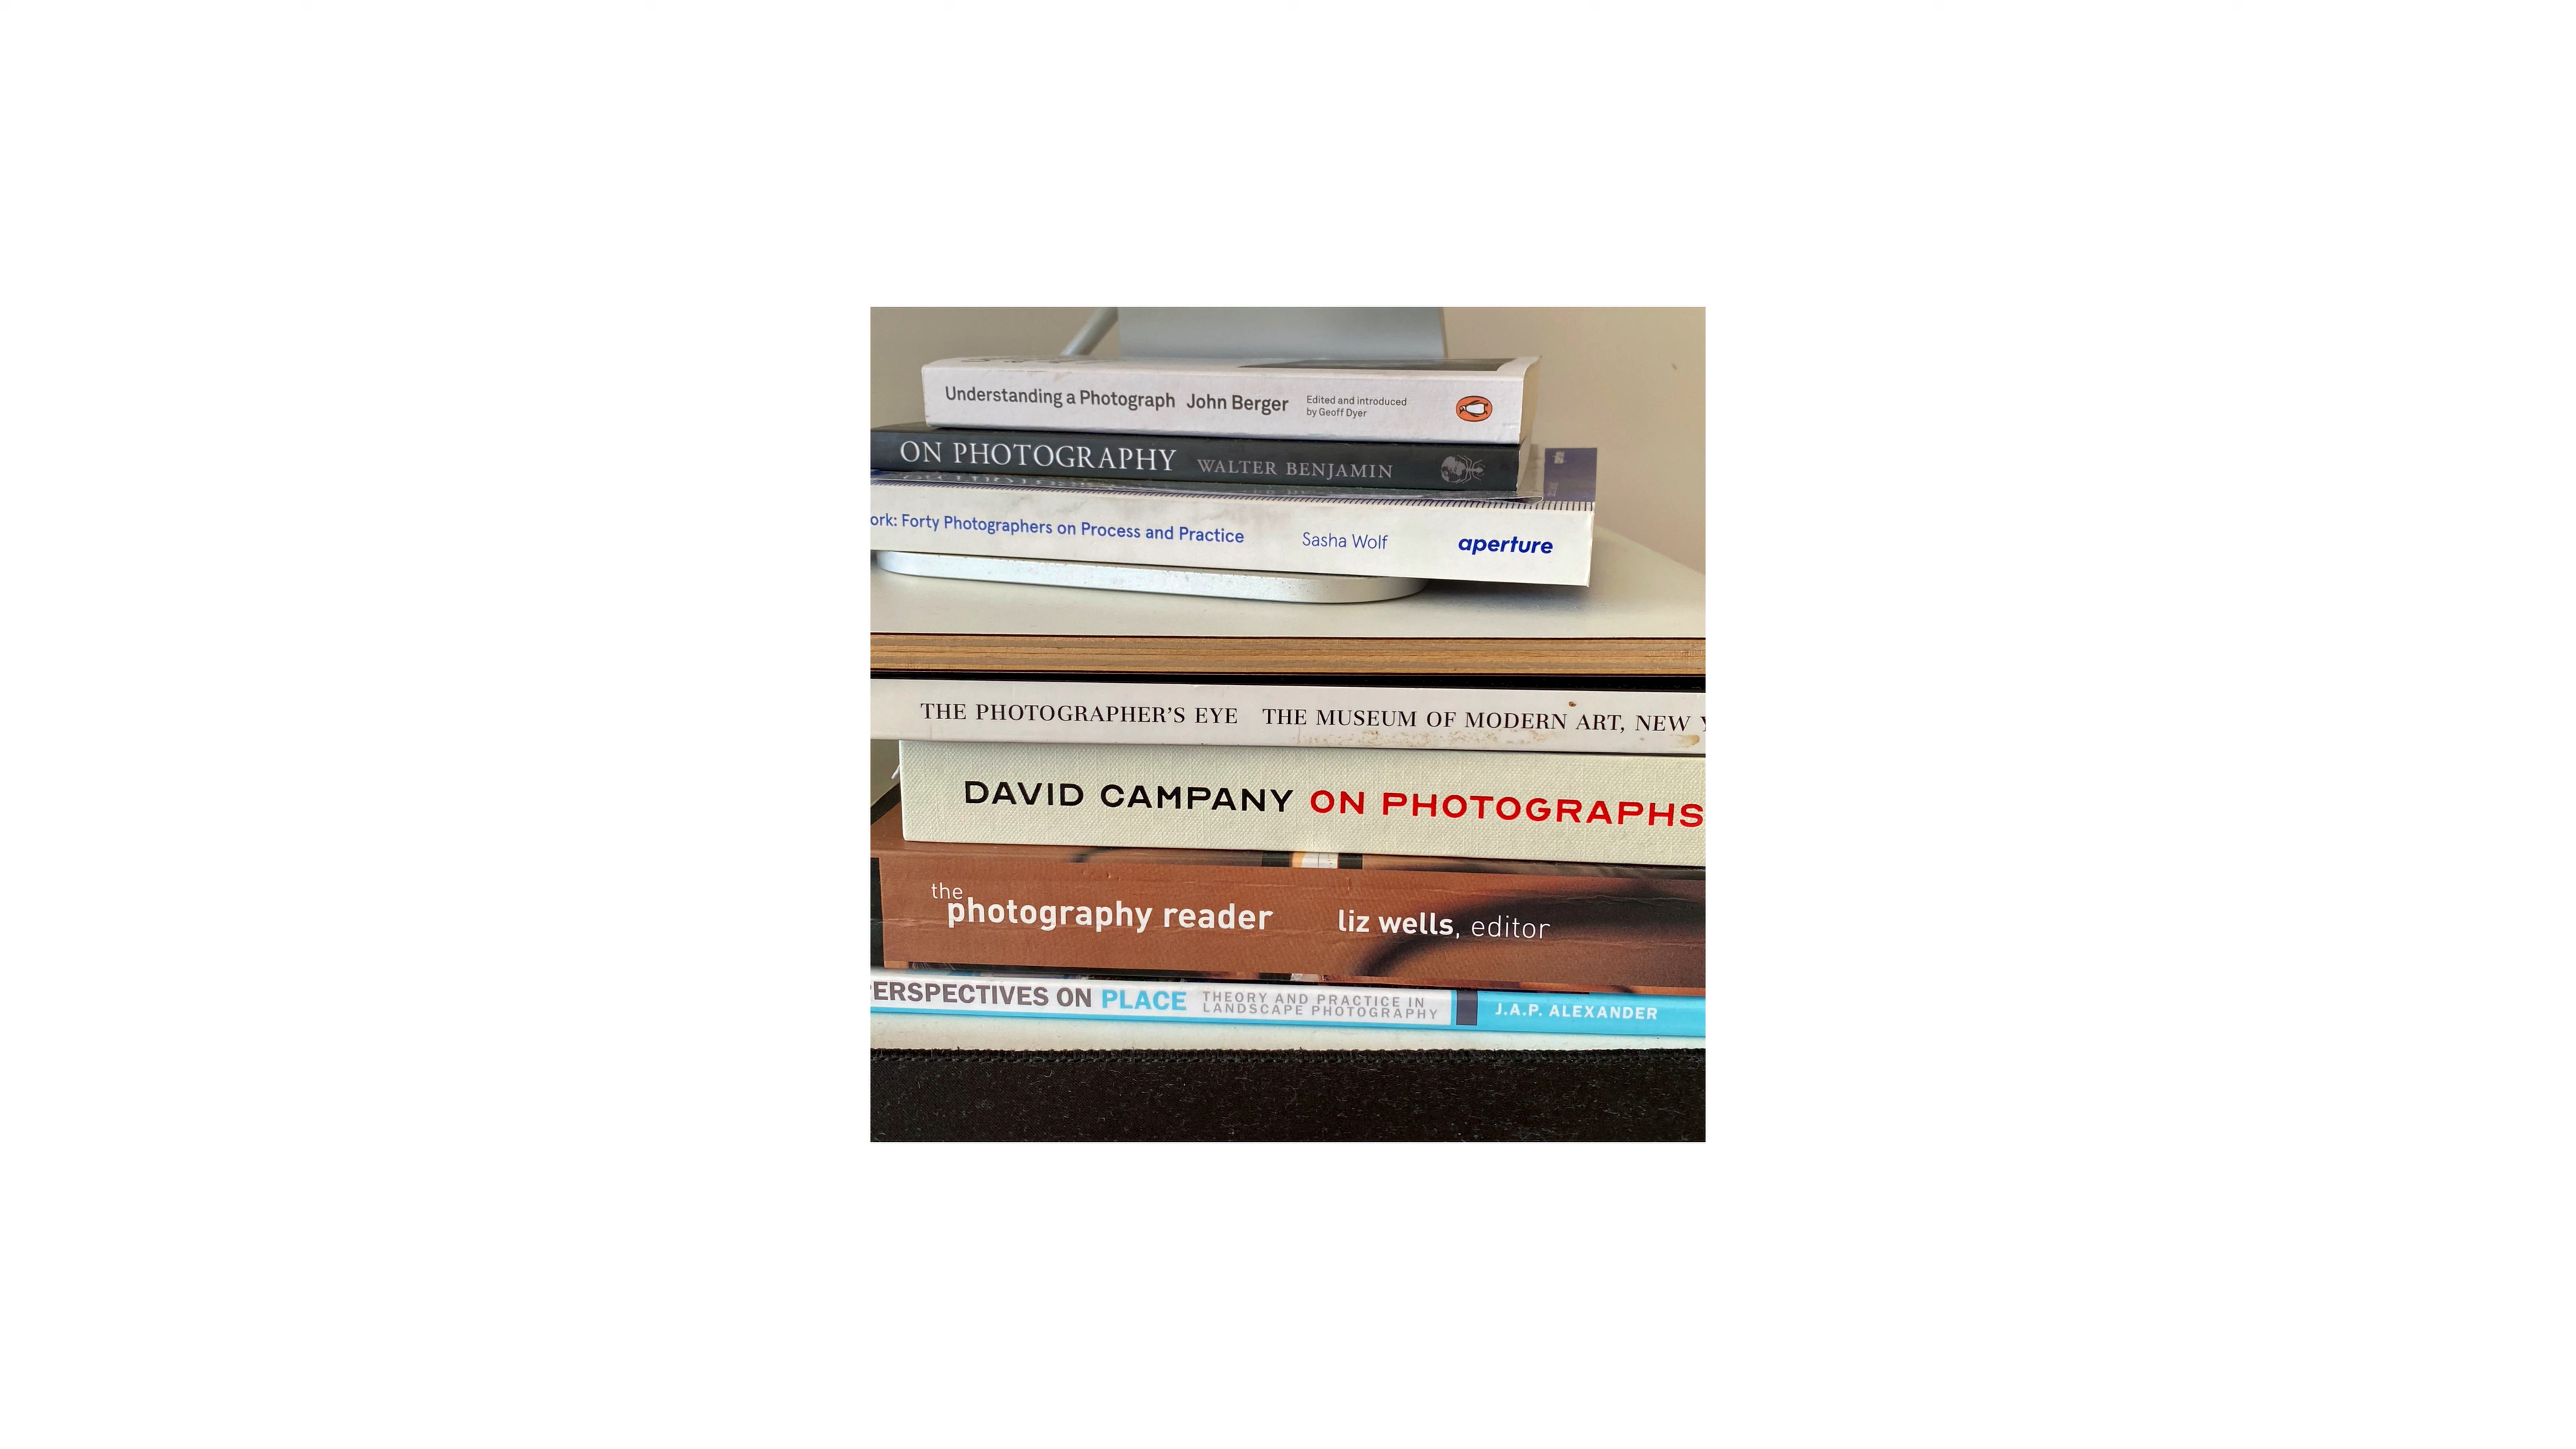 Understanding a Photograph John Berger Edited and introduced
by Geoff Dyer
ON PHOTOGRAPHY WALTER BENJAMIN
ork: Forty Photographers on Process and Practice Sasha Wolf aperture
THE PHOTOGRAPHER'S EYE THE MUSEUM OF MODERN ART, NEW
DAVID CAMPANY ON PHOTOGRAPHS
the
photography reader liz wells, editor
ERSPECTIVES ON PLACE THEORY AND PRACTICE IN
LANDSCAPE PHOTOGRAPHY J.A.P. ALEXANDER